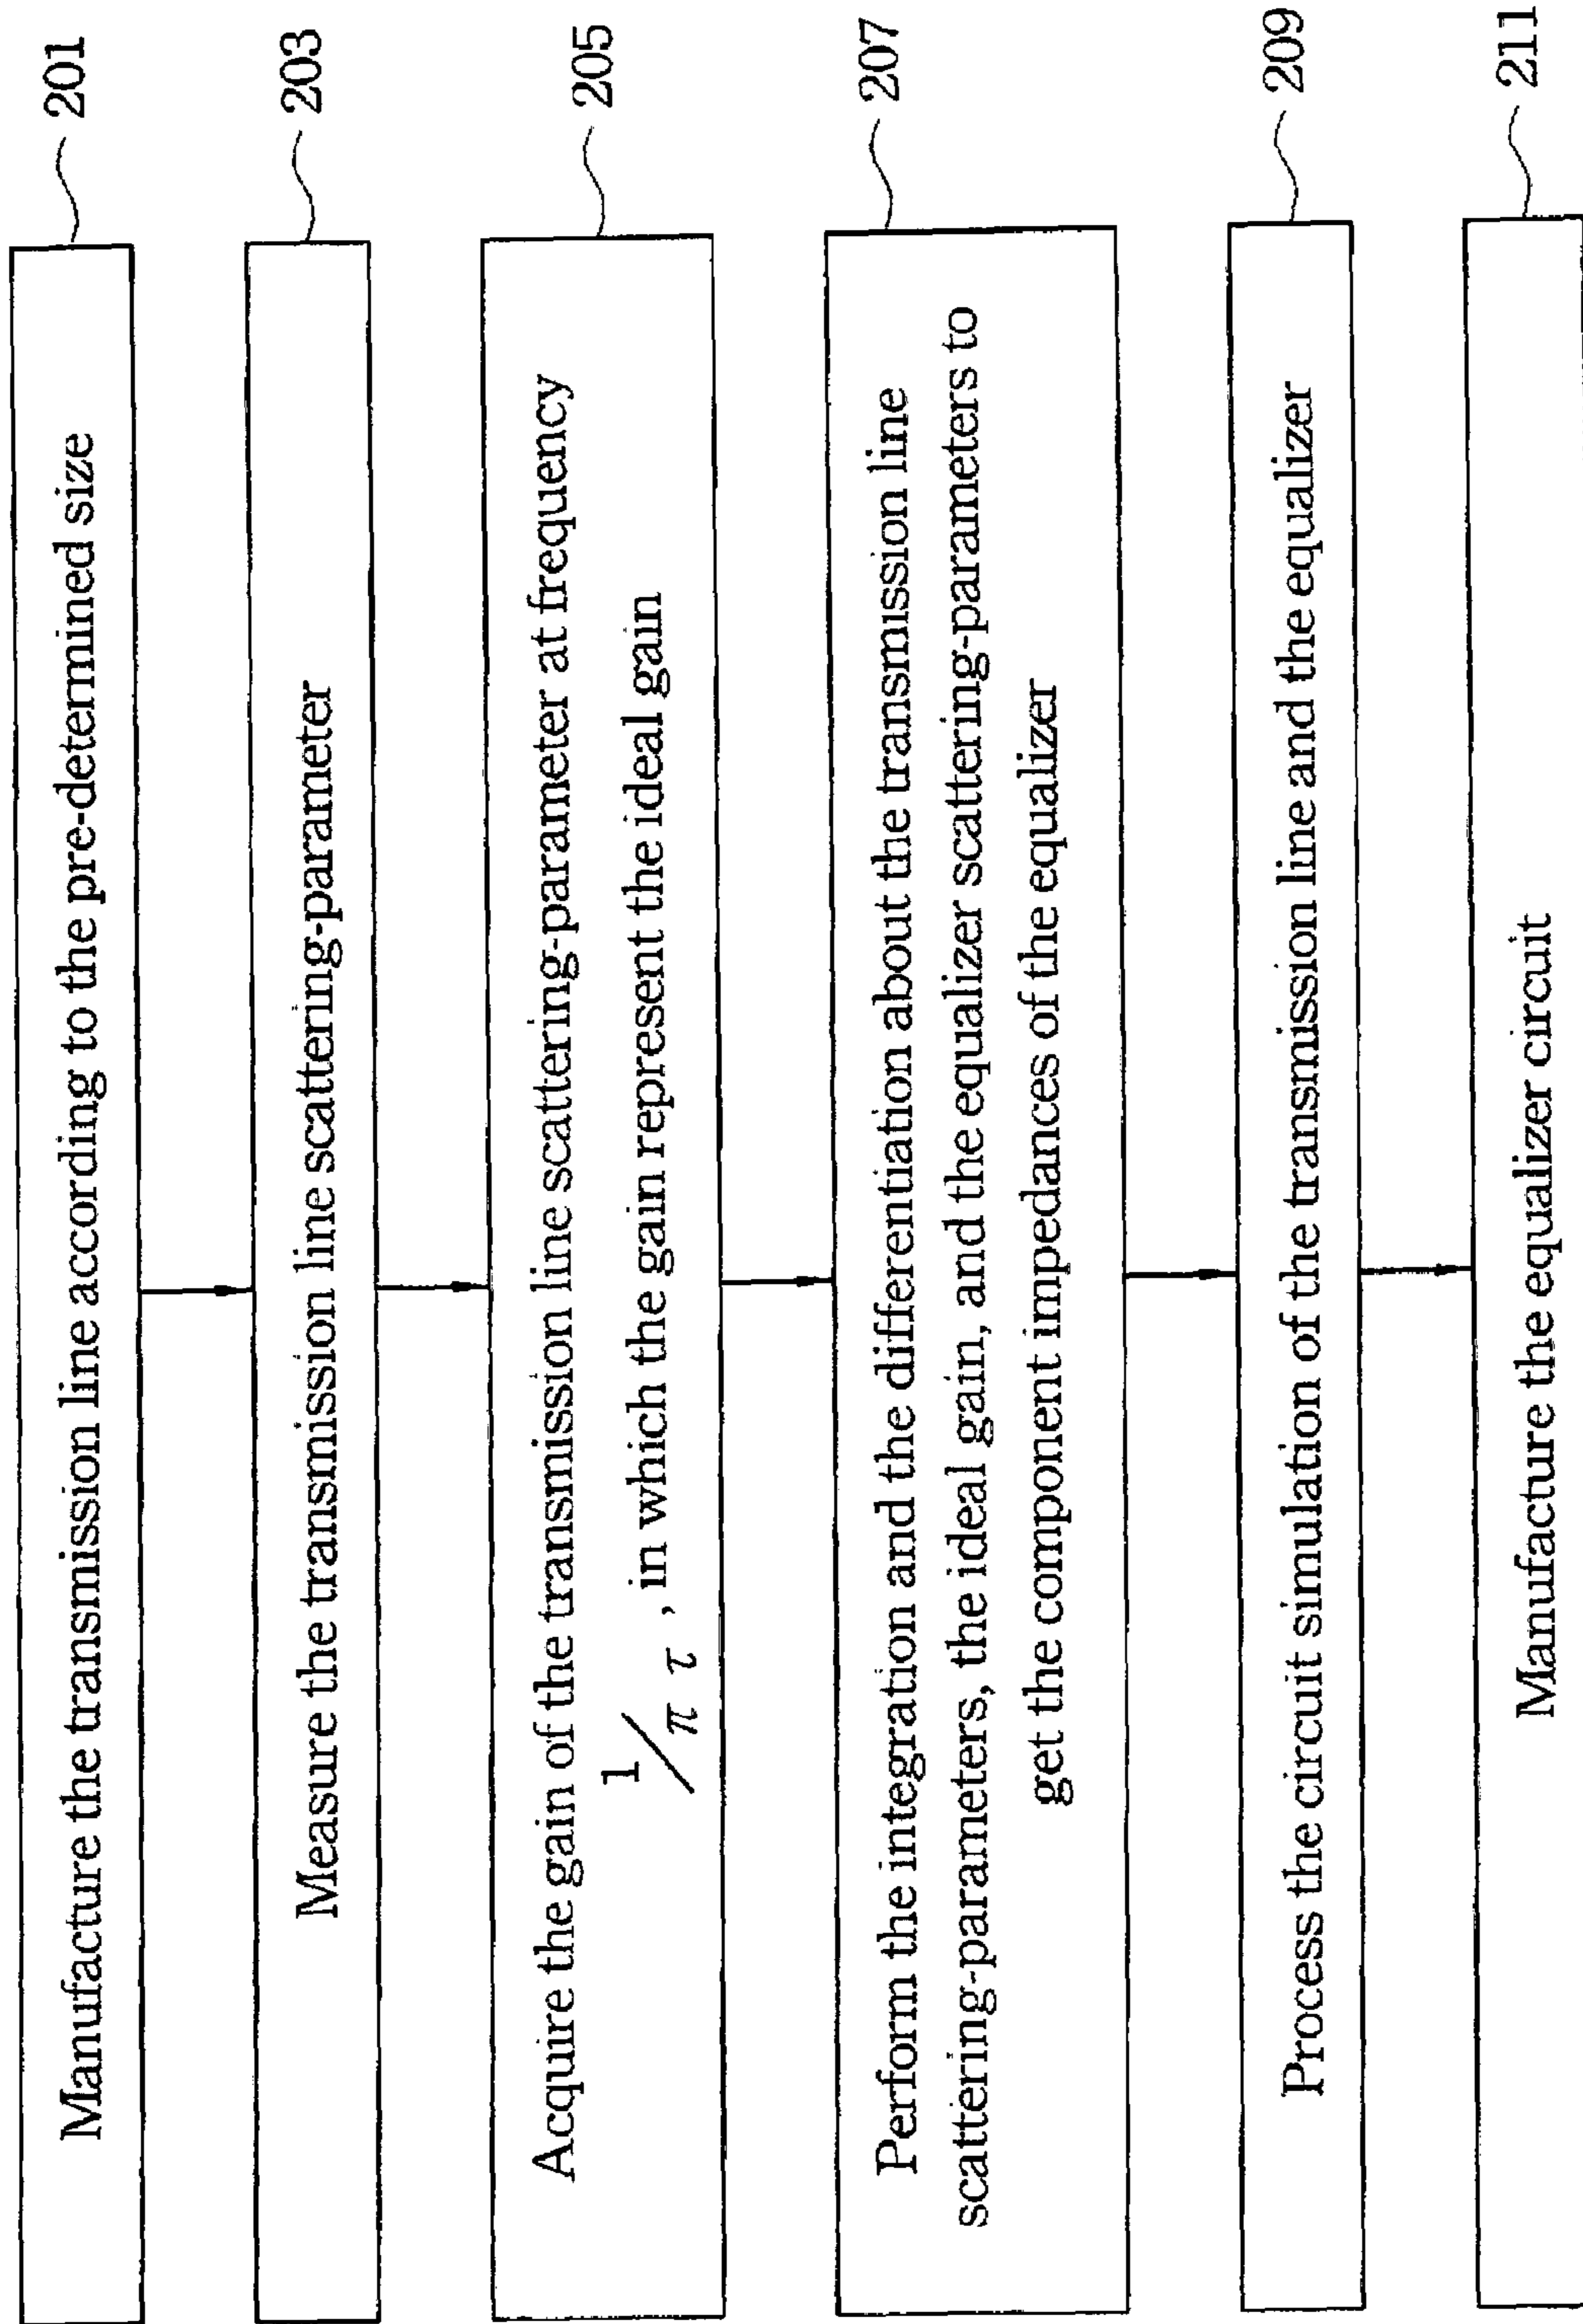 Manufacture the transmission line according to the pre-determined size
201
Measure the transmission line scattering-parameter
203
Acquire the gain of the transmission line scattering-parameter at frequency
1/π τ , in which the gain represent the ideal gain
205
Perform the integration and the differentiation about the transmission line
scattering-parameters, the ideal gain, and the equalizer scattering-parameters to
get the component impedances of the equalizer
207
Process the circuit simulation of the transmission line and the equalizer
209
Manufacture the equalizer circuit
211